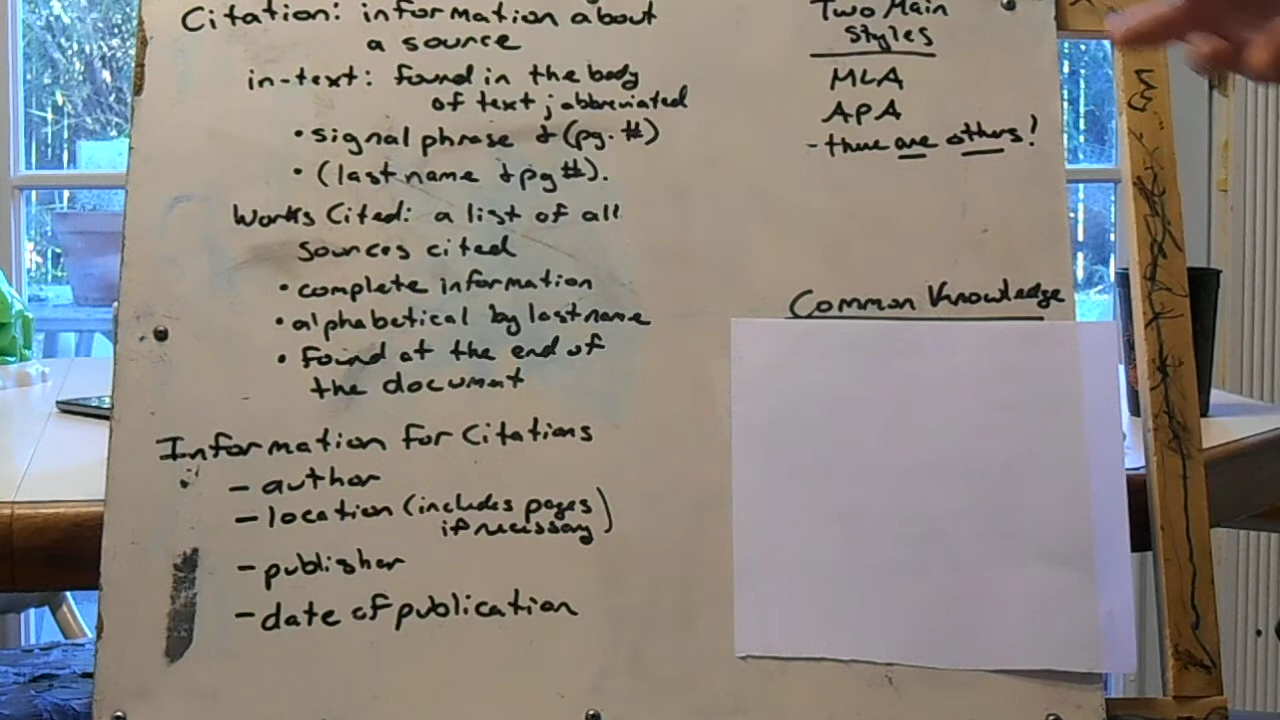 Citation: information about
a source
in-text: found in the body
of text; abbreviated
• signal phrase & (pg. #)
• (last name & pg #).
Works Cited: a list of all
sources cited
• complete information
• alphabetical by last name
• found at the end of
the document
Information for Citations
- author
- location (includes pages
if necessary)
- publisher
- date of publication
Two Main
Styles
MLA
APA
- there are others!
Common Knowledge